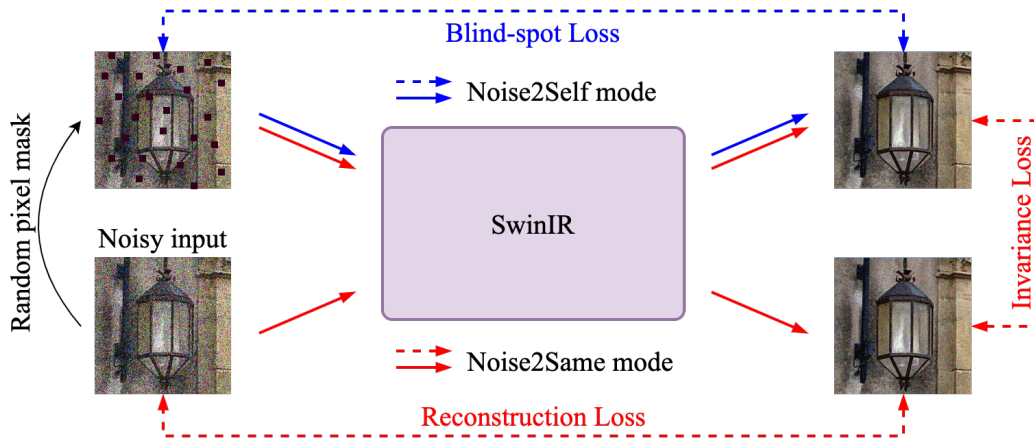 Blind-spot Loss
Noise2Self mode
Random pixel mask
SwinIR
Invariance Loss
Noisy input
Noise2Same mode
Reconstruction Loss